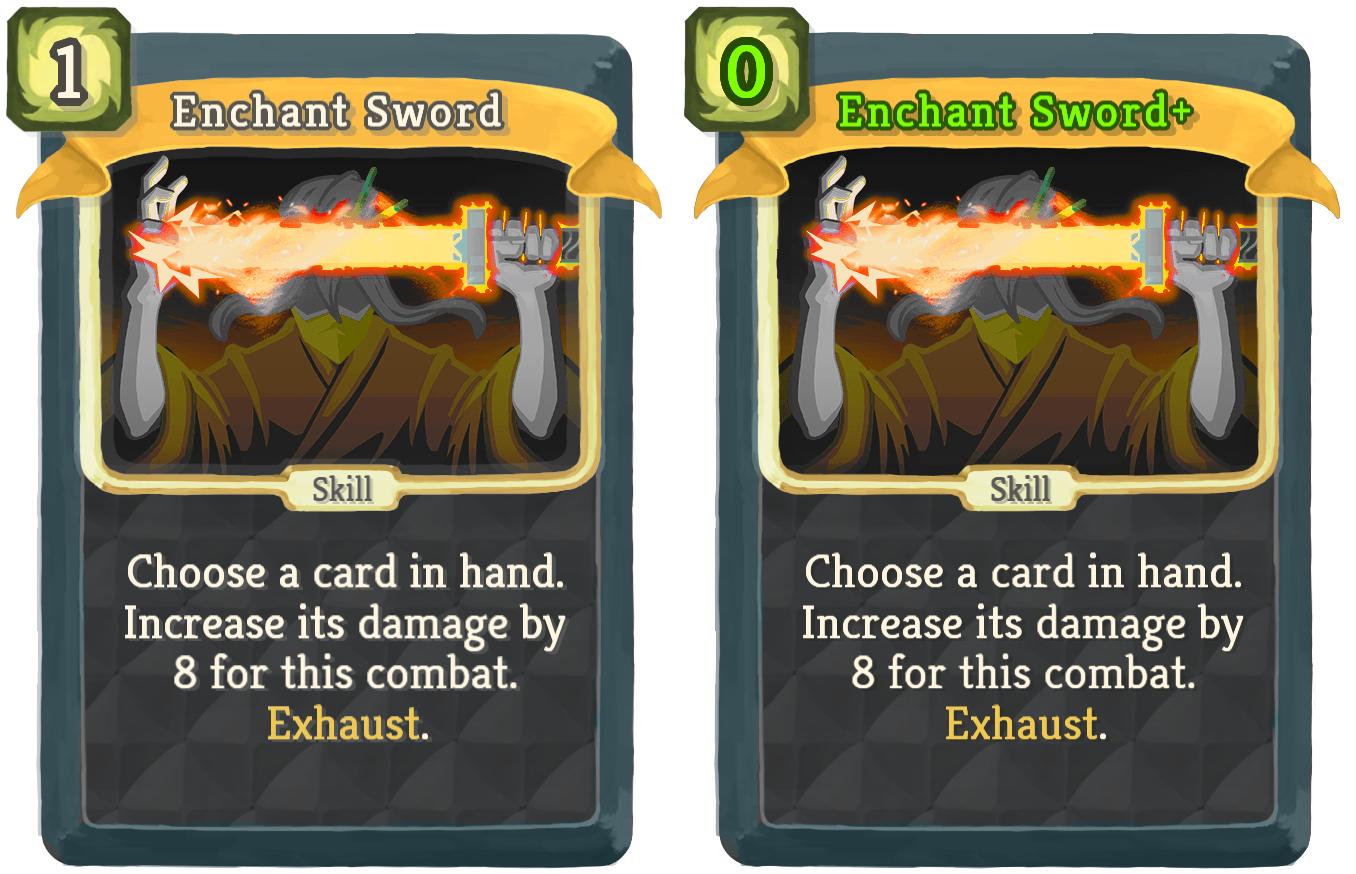 1
Enchant Sword
Skill
Choose a card in hand.
Increase its damage by
8 for this combat.
Exhaust.
0
Enchant Sword+
Skill
Choose a card in hand.
Increase its damage by
8 for this combat.
Exhaust.